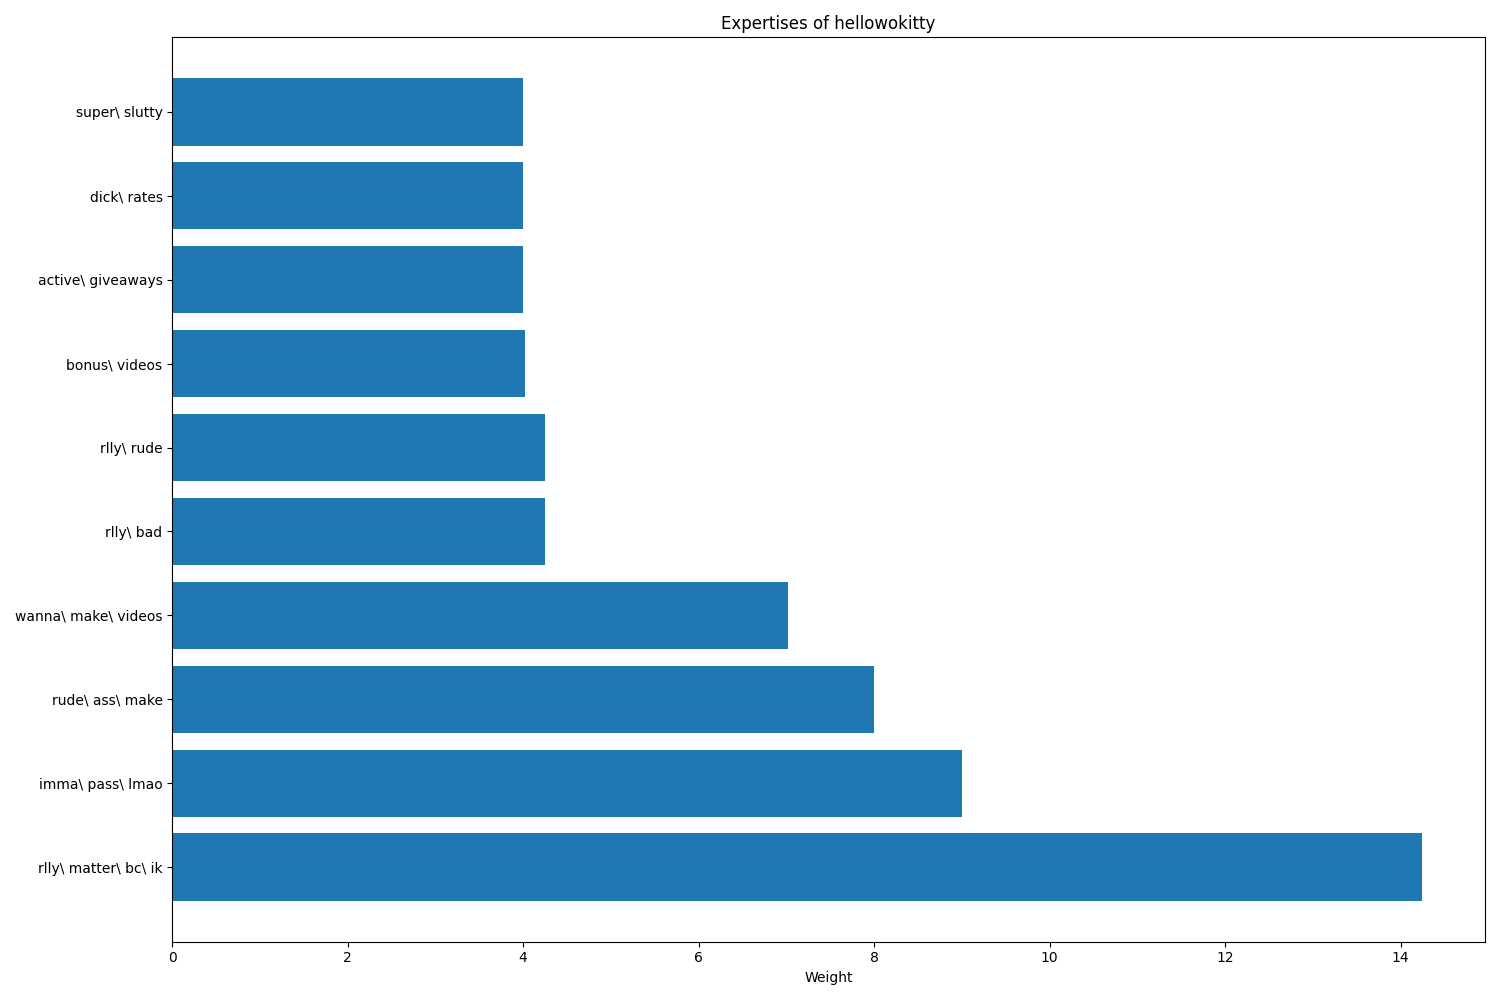 Expertises of hellowokitty
super\ slutty
dick\ rates
active\ giveaways
bonus\ videos
rlly\ rude
rlly\ bad
wanna\ make\ videos
rude\ ass\ make
imma\ pass\ lmao
rlly\ matter\ bc\ ik
0 2 4 6 8 10 12 14
Weight